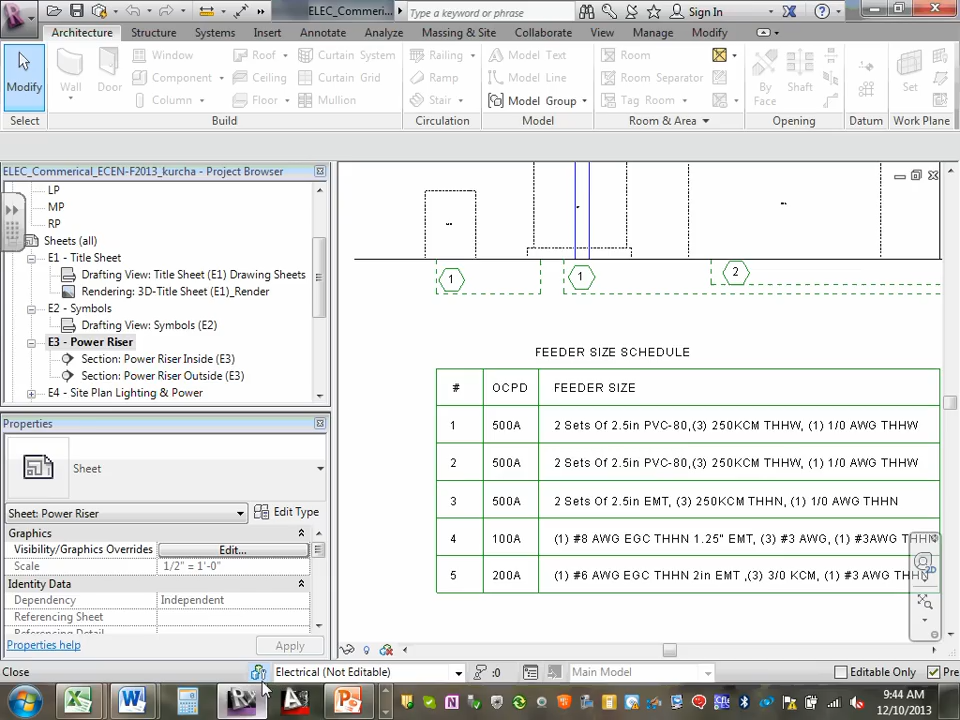 ELEC_Commeri...
Type a keyword or phrase
Sign In
Architecture Structure Systems Insert Annotate Analyze Massing & Site Collaborate View Manage Modify
Modify
Wall
Door
Window
Component
Column
Roof
Ceiling
Floor
Curtain System
Curtain Grid
Mullion
Railing
Ramp
Stair
Model Text
Model Line
Model Group
Room
Room Separator
Tag Room
By Face
Shaft
Set
Select Build Circulation Model Room & Area Opening Datum Work Plane
ELEC_Commerical_ECEN-F2013_kurcha - Project Browser
LP
MP
RP
Sheets (all)
E1 - Title Sheet
Drafting View: Title Sheet (E1) Drawing Sheets
Rendering: 3D-Title Sheet (E1)_Render
E2 - Symbols
Drafting View: Symbols (E2)
E3 - Power Riser
Section: Power Riser Inside (E3)
Section: Power Riser Outside (E3)
E4 - Site Plan Lighting & Power
Properties
Sheet
Sheet: Power Riser
Edit Type
Graphics
Visibility/Graphics Overrides Edit...
Scale 1/2" = 1'-0"
Identity Data
Dependency Independent
Referencing Sheet
Referencing Detail
Properties help
Apply
1 1 2
FEEDER SIZE SCHEDULE
# OCPD FEEDER SIZE
1 500A 2 Sets Of 2.5in PVC-80,(3) 250KCM THHW, (1) 1/0 AWG THHW
2 500A 2 Sets Of 2.5in PVC-80,(3) 250KCM THHW, (1) 1/0 AWG THHW
3 500A 2 Sets Of 2.5in EMT, (3) 250KCM THHN, (1) 1/0 AWG THHN
4 100A (1) #8 AWG EGC THHN 1.25" EMT, (3) #3 AWG, (1) #3AWG THHN
5 200A (1) #6 AWG EGC THHN 2in EMT ,(3) 3/0 KCM, (1) #3 AWG THHN
2D
Close
Electrical (Not Editable)
:0
Main Model
Editable Only
Pre
9:44 AM
12/10/2013